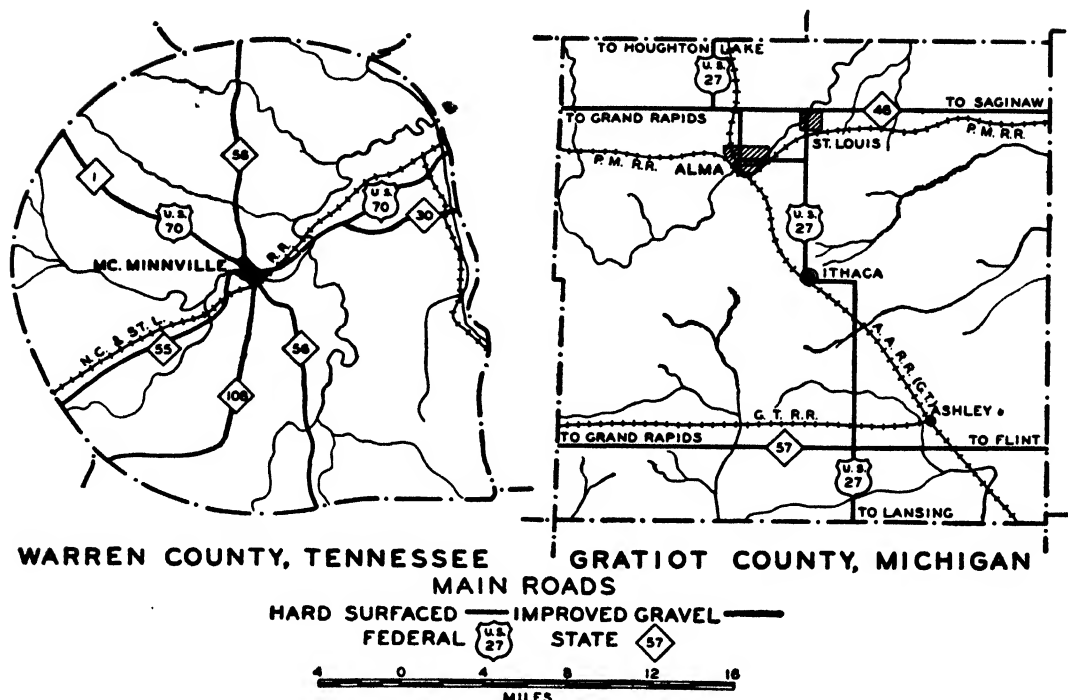 56
1
U.S. 70
U.S. 70
30
R.R.
MC. MINNVILLE
N.C. & ST. L.
55
56
108
WARREN COUNTY, TENNESSEE
TO HOUGHTON LAKE
U.S. 27
46
TO SAGINAW
TO GRAND RAPIDS
P. M. R.R.
ST. LOUIS
P. M. R.R.
ALMA
U.S. 27
ITHACA
A. A. R.R. (G.T.)
G. T. R.R.
ASHLEY
TO GRAND RAPIDS
57
TO FLINT
U.S. 27
TO LANSING
GRATIOT COUNTY, MICHIGAN
MAIN ROADS
HARD SURFACED IMPROVED GRAVEL
FEDERAL U.S. 27 STATE 57
4 0 4 8 12 16
MILES